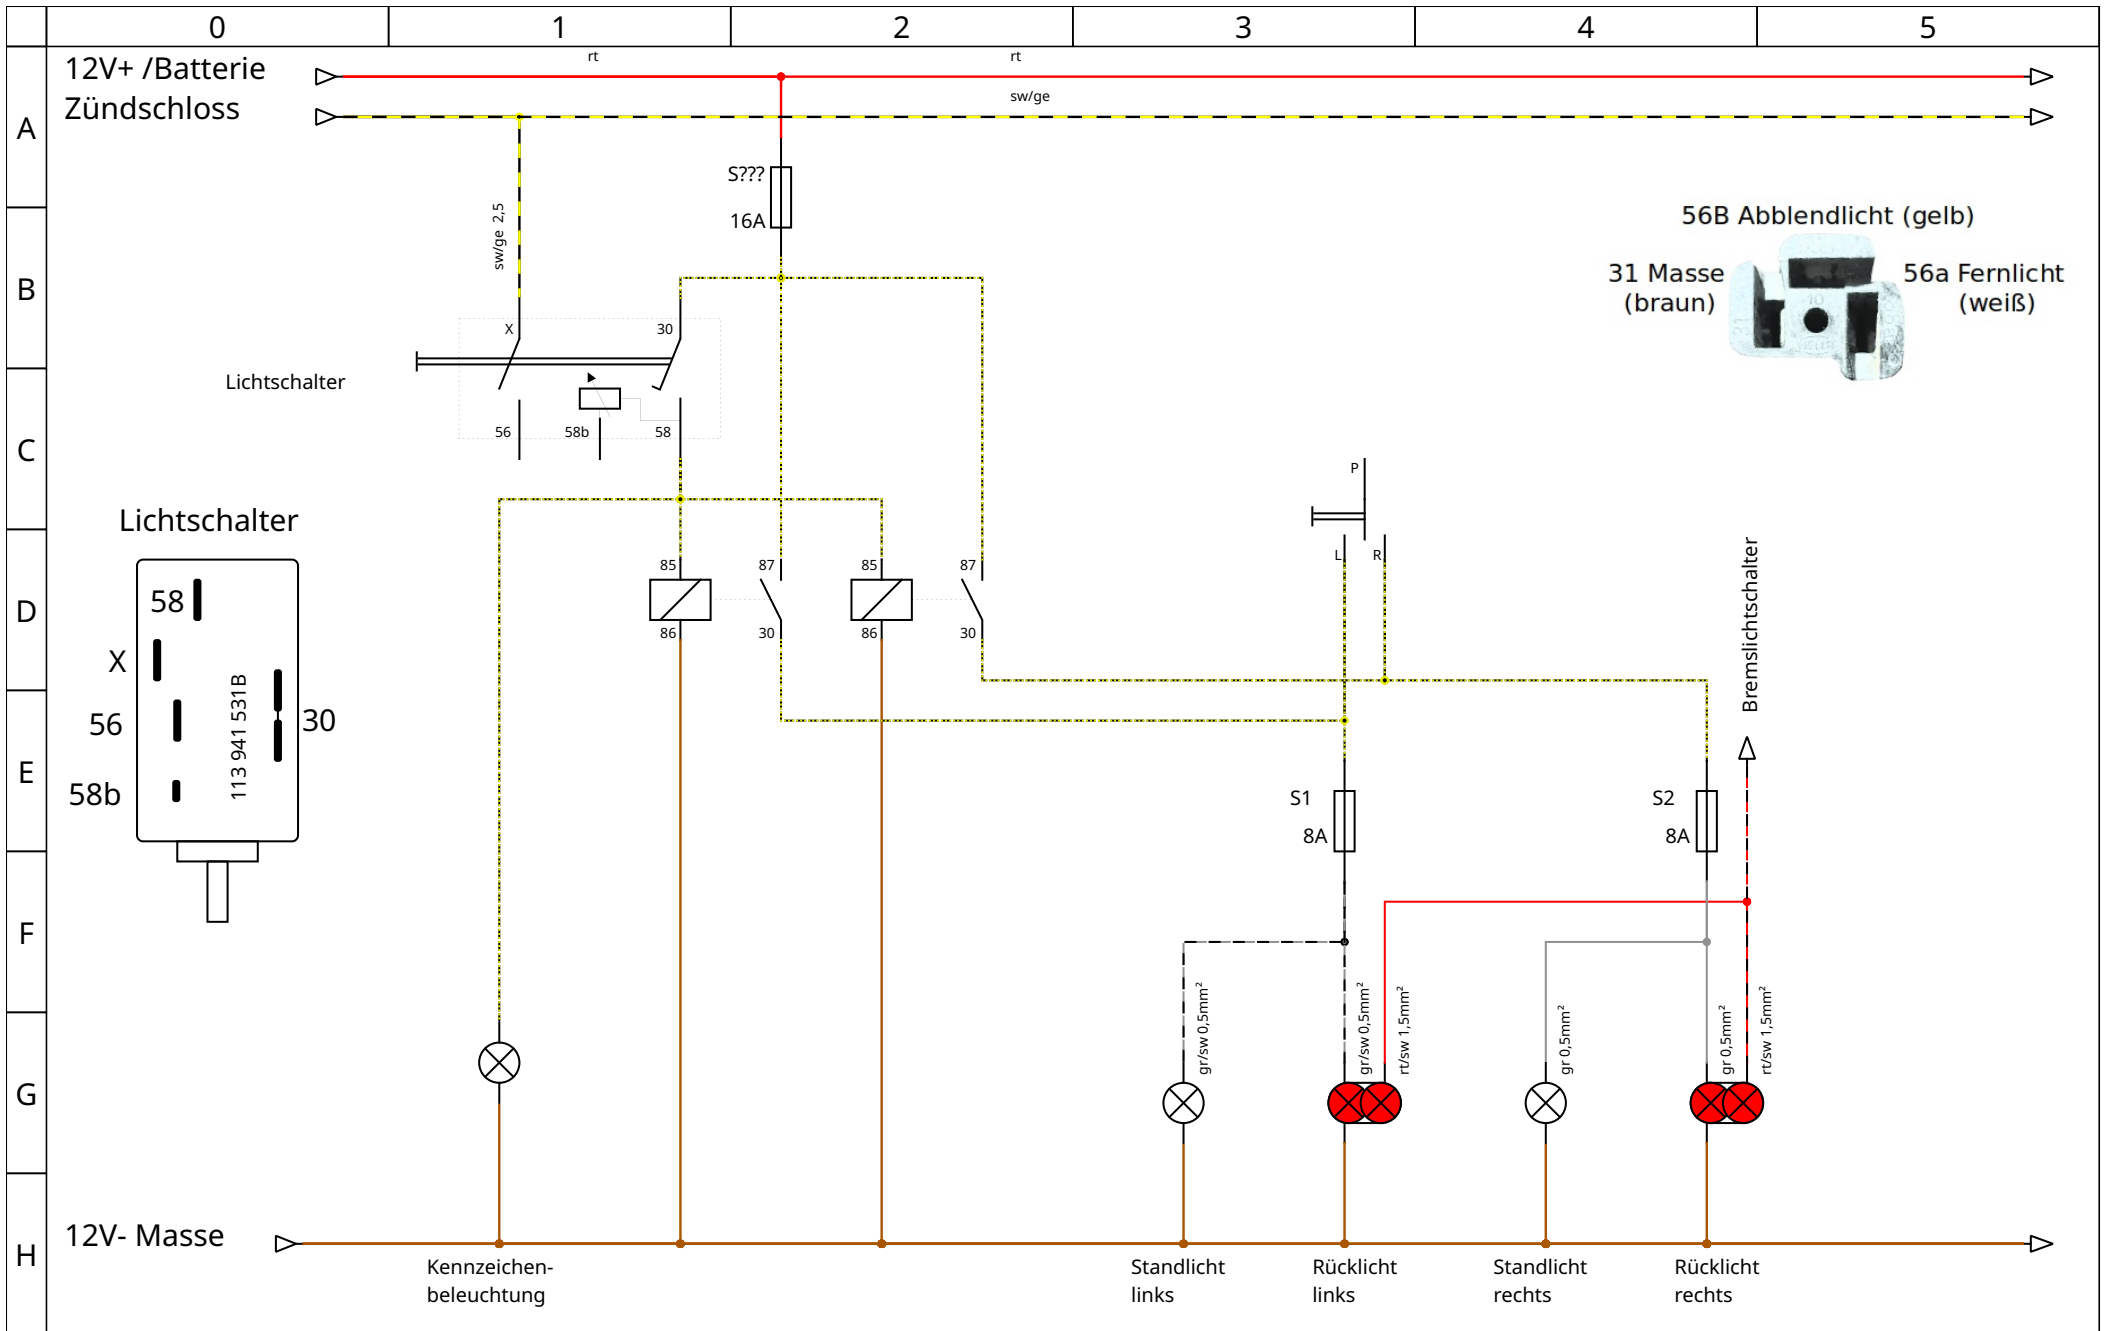 0 1 2 3 4 5
12V+ /Batterie
rt
rt
Zündschloss
sw/ge
A
S???
16A
sw/ge 2,5
56B Abblendlicht (gelb)
B
31 Masse
(braun)
56a Fernlicht
(weiß)
31
10
X
30
Lichtschalter
C
56
58b
58
P
Lichtschalter
L
R
Bremslichtschalter
D
85
87
85
87
86
30
86
30
58
X
56
58b
113 941 531B
30
E
S1
8A
S2
8A
F
gr/sw 0,5mm²
gr/sw 0,5mm²
rt/sw 1,5mm²
gr 0,5mm²
gr 0,5mm²
rt/sw 1,5mm²
G
12V- Masse
H
Kennzeichen-
beleuchtung
Standlicht
links
Rücklicht
links
Standlicht
rechts
Rücklicht
rechts